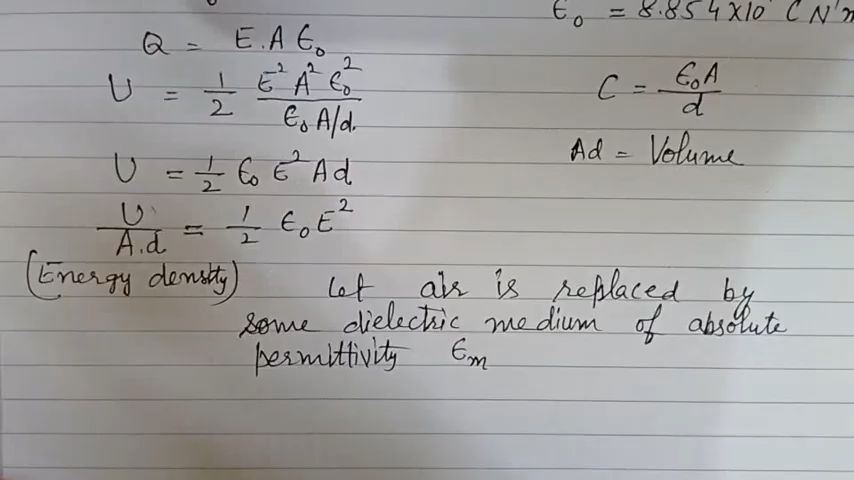 ε₀ = 8.854×10 C N m
Q = E.A ε₀
U = 1/2 E² A² ε₀² / ε₀ A/d.
C = ε₀A / d
U = 1/2 ε₀ E² Ad
Ad = Volume
U / A.d = 1/2 ε₀ E²
(Energy density)
Let air is replaced by
some dielectric medium of absolute
permittivity εm